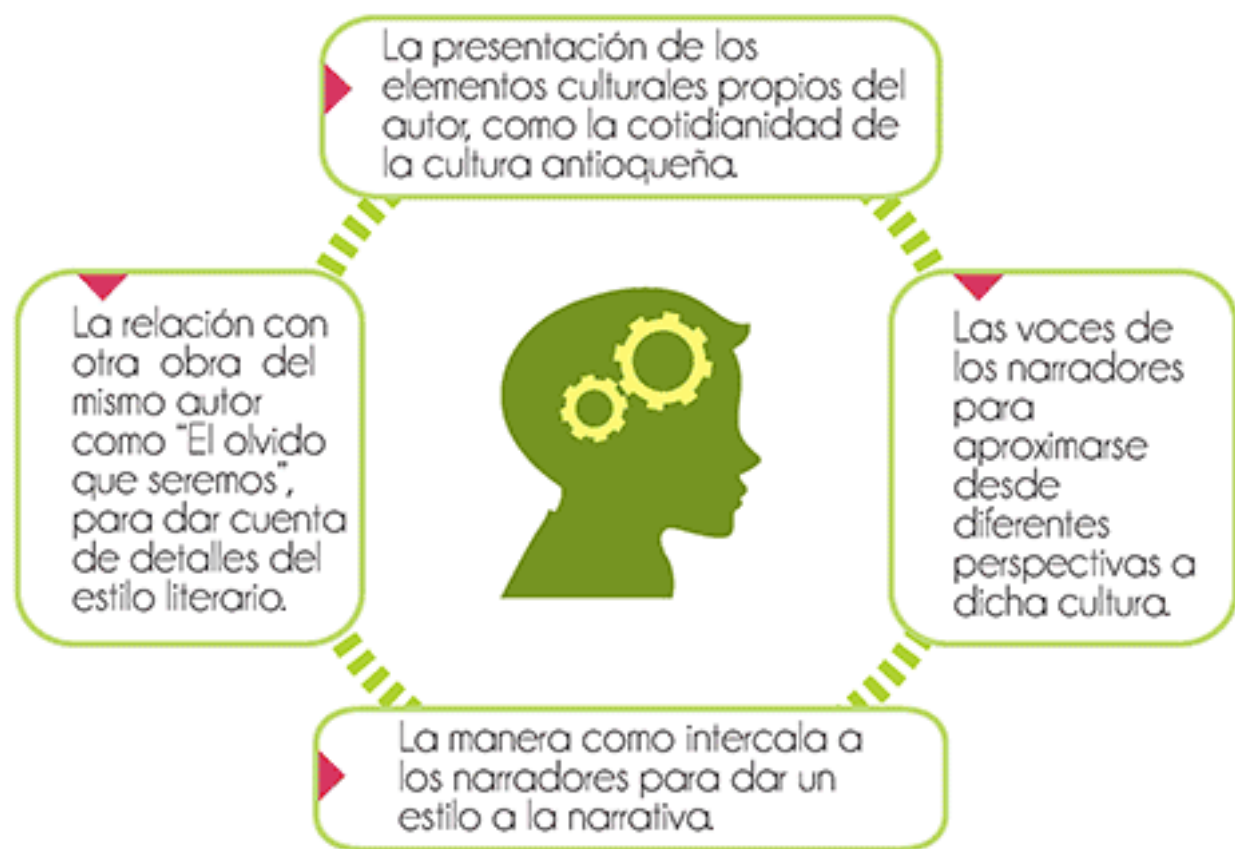 La presentación de los
elementos culturales propios del
autor, como la cotidianidad de
la cultura antioqueña.
La relación con
otra obra del
mismo autor
como "El olvido
que seremos",
para dar cuenta
de detalles del
estilo literario.
Las voces de
los narradores
para
aproximarse
desde
diferentes
perspectivas a
dicha cultura.
La manera como intercala a
los narradores para dar un
estilo a la narrativa.